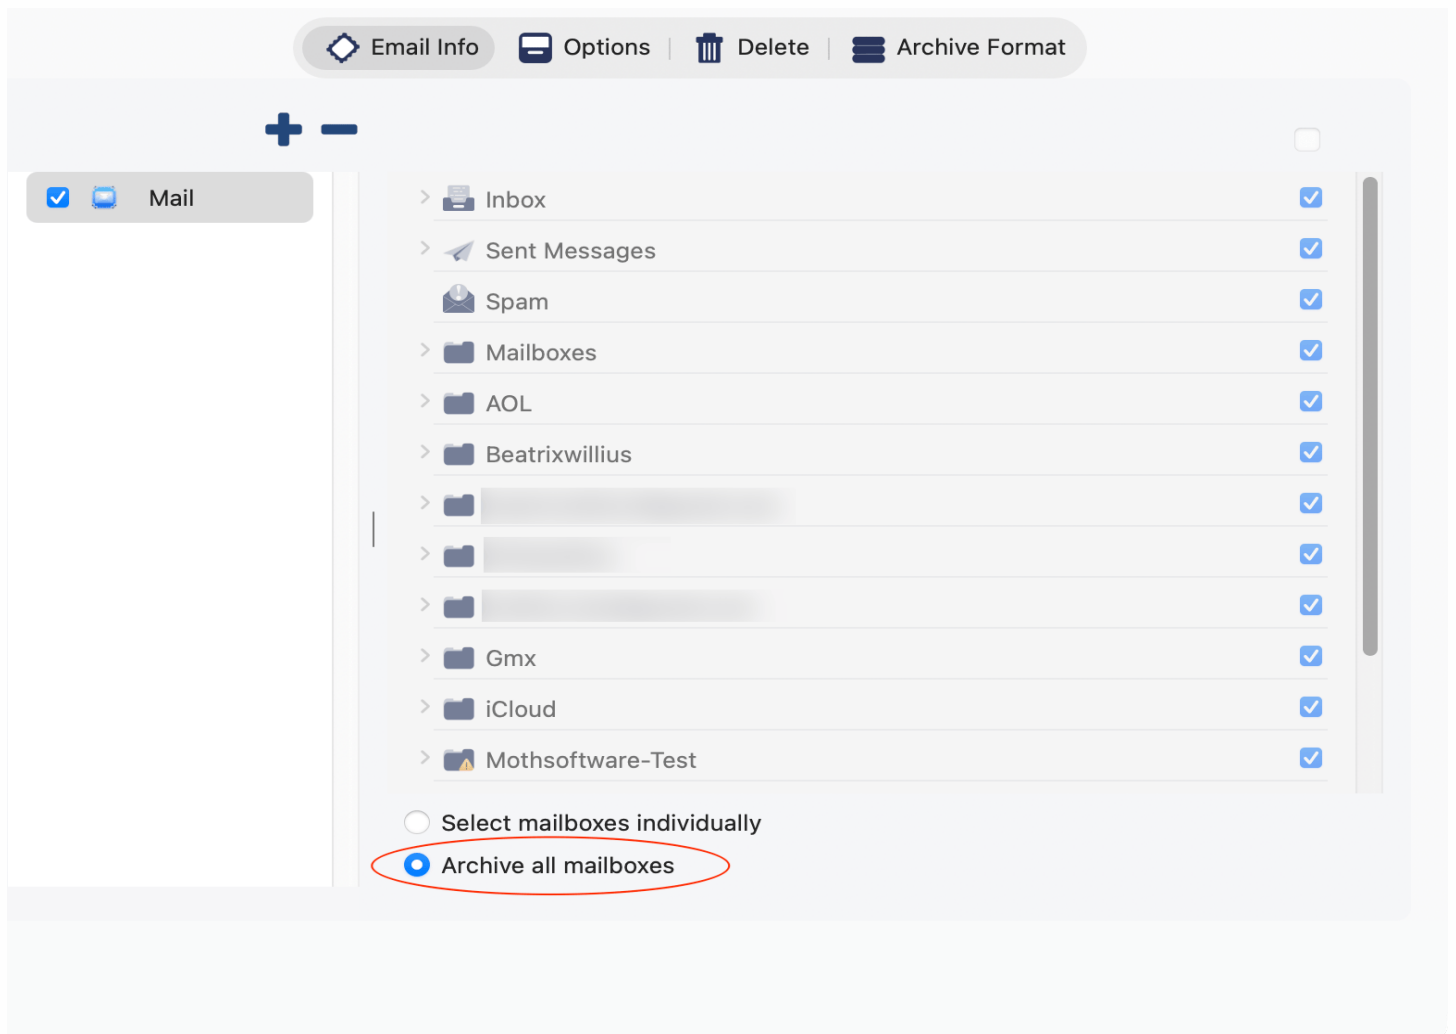 Email Info Options Delete Archive Format
Mail
Inbox
Sent Messages
Spam
Mailboxes
AOL
Beatrixwillius
Gmx
iCloud
Mothsoftware-Test
Select mailboxes individually
Archive all mailboxes